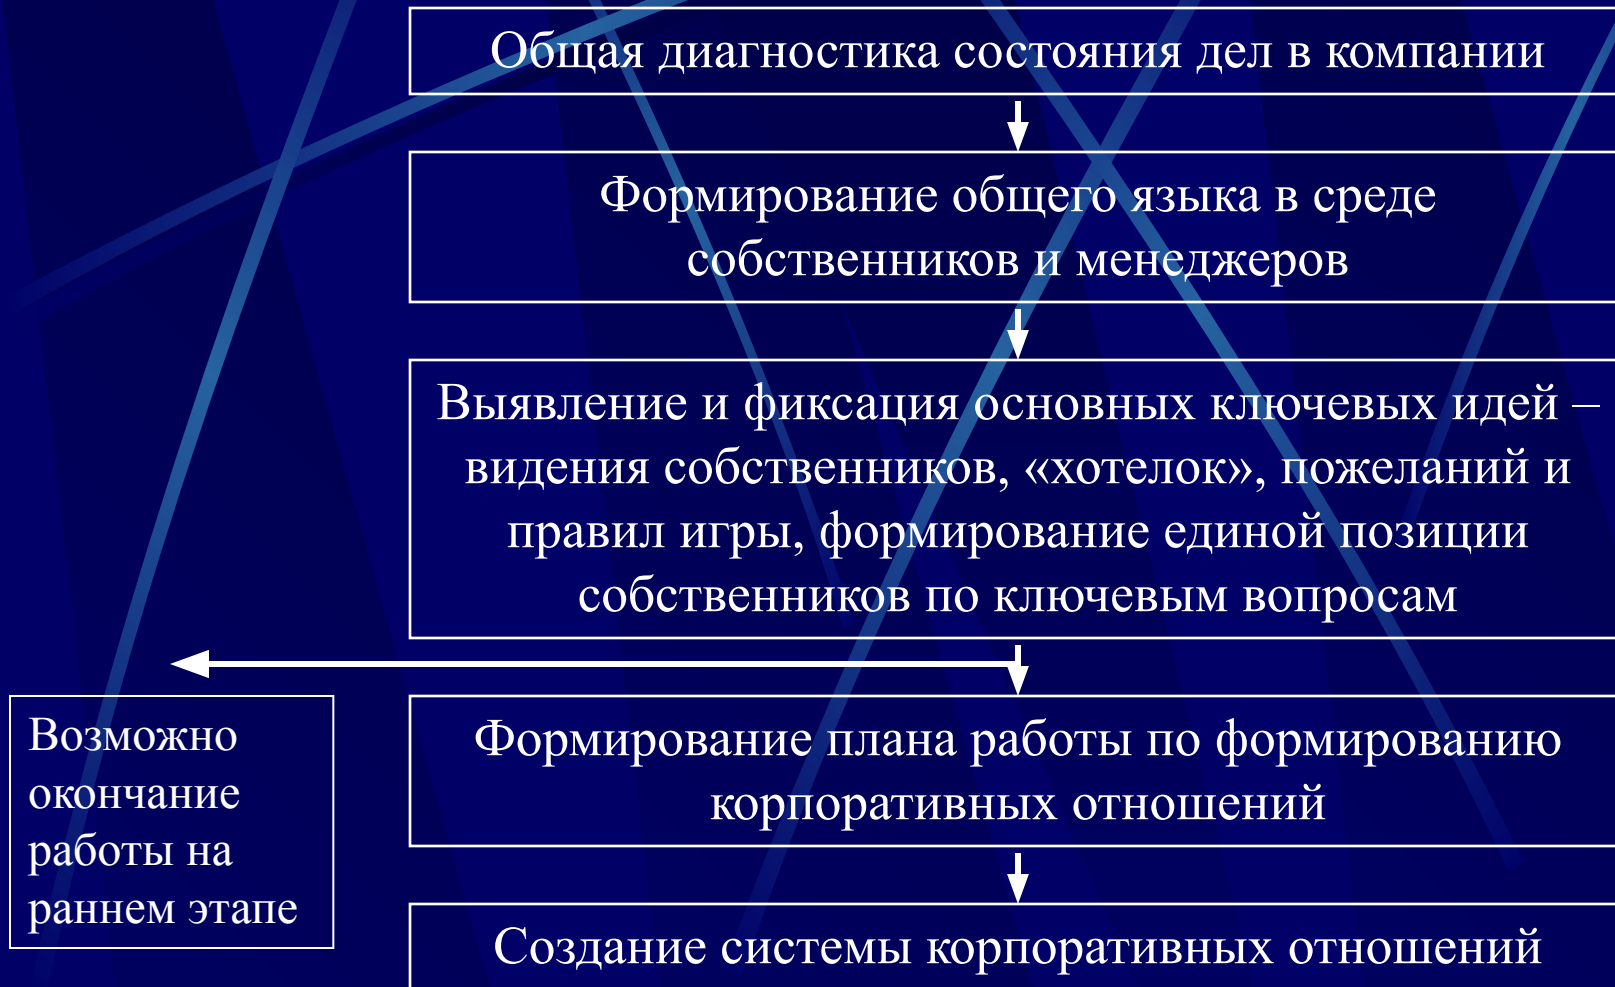 Общая диагностика состояния дел в компании
Формирование общего языка в среде
собственников и менеджеров
Выявление и фиксация основных ключевых идей –
видения собственников, «хотелок», пожеланий и
правил игры, формирование единой позиции
собственников по ключевым вопросам
Возможно
окончание
работы на
раннем этапе
Формирование плана работы по формированию
корпоративных отношений
Создание системы корпоративных отношений